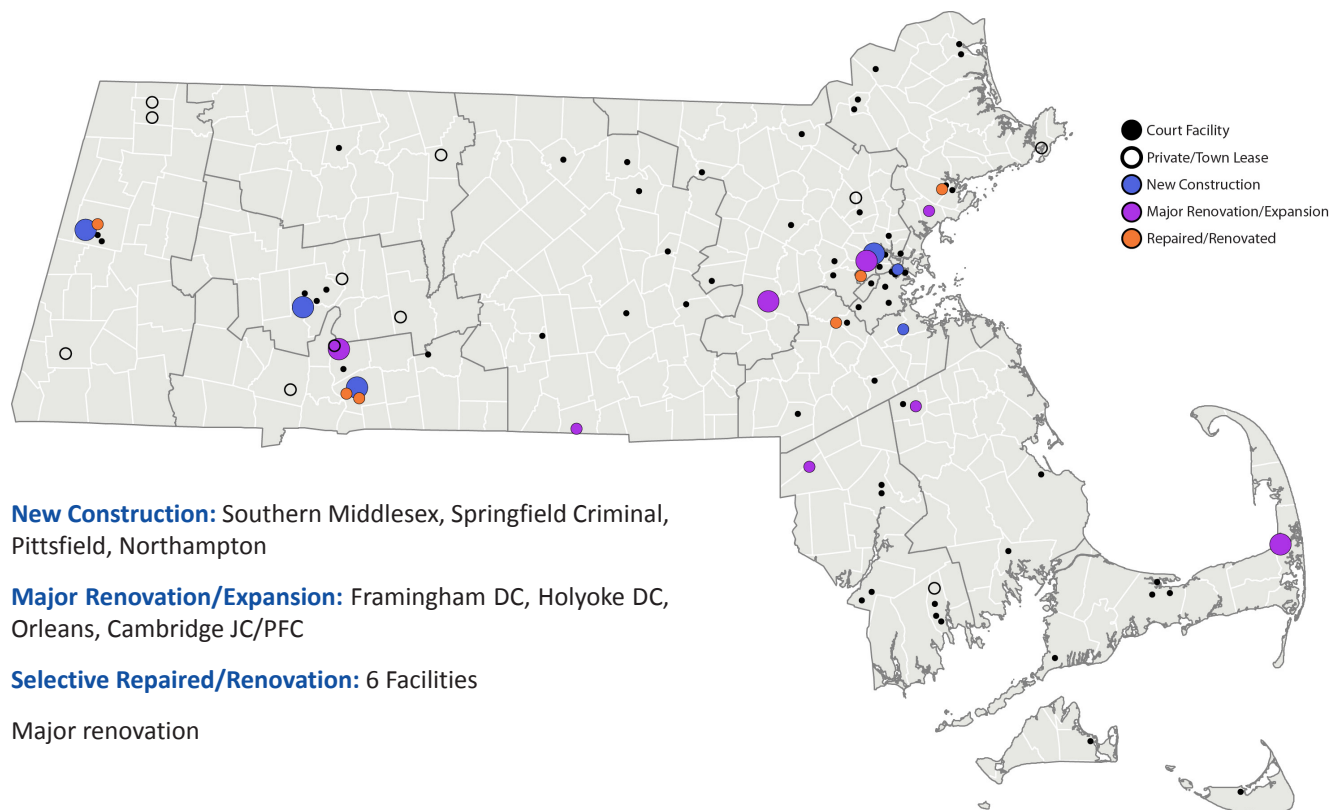 Court Facility
Private/Town Lease
New Construction
Major Renovation/Expansion
Repaired/Renovated
New Construction: Southern Middlesex, Springfield Criminal,
Pittsfield, Northampton
Major Renovation/Expansion: Framingham DC, Holyoke DC,
Orleans, Cambridge JC/PFC
Selective Repaired/Renovation: 6 Facilities
Major renovation